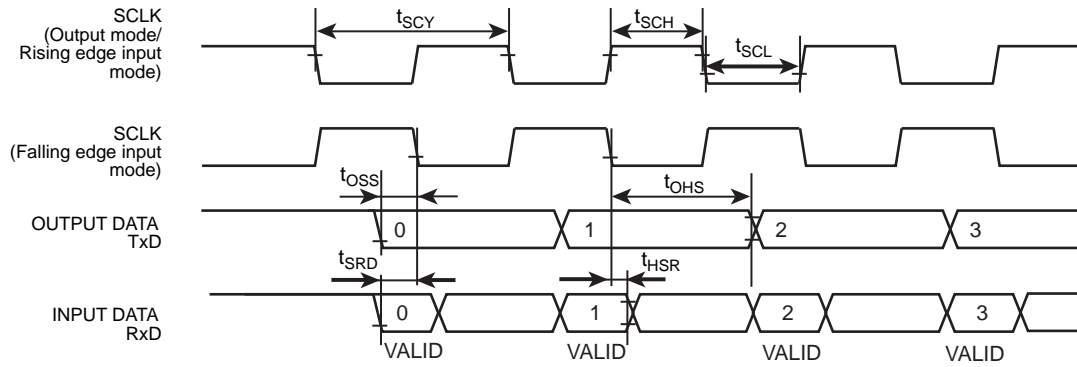 SCLK
(Output mode/
Rising edge input
mode)
tSCY
tSCH
tSCL
SCLK
(Falling edge input
mode)
tOSS
tOHS
OUTPUT DATA
TxD
0
1
2
3
tSRD
tHSR
INPUT DATA
RxD
0
1
2
3
VALID
VALID
VALID
VALID